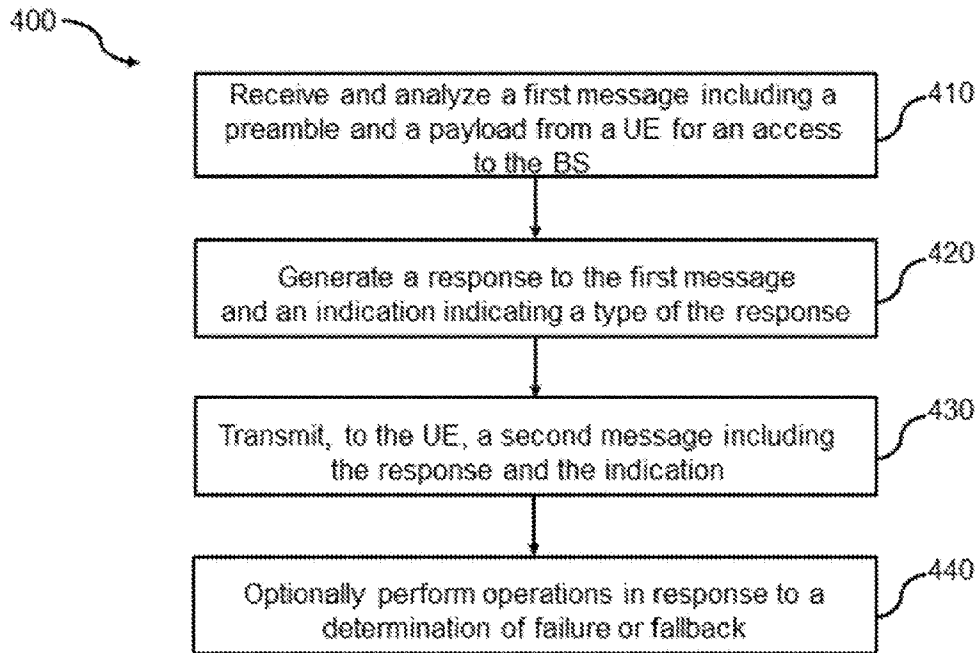 400
Receive and analyze a first message including a
preamble and a payload from a UE for an access
to the BS
410
Generate a response to the first message
and an indication indicating a type of the response
420
Transmit, to the UE, a second message including
the response and the indication
430
Optionally perform operations in response to a
determination of failure or fallback
440